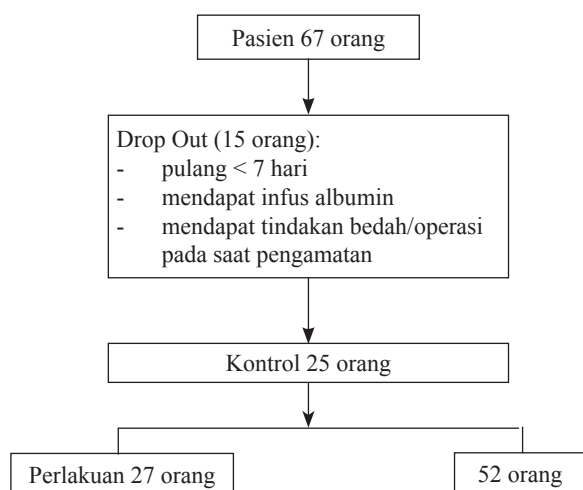 Pasien 67 orang
Drop Out (15 orang):
- pulang < 7 hari
- mendapat infus albumin
- mendapat tindakan bedah/operasi
pada saat pengamatan
Kontrol 25 orang
Perlakuan 27 orang
52 orang